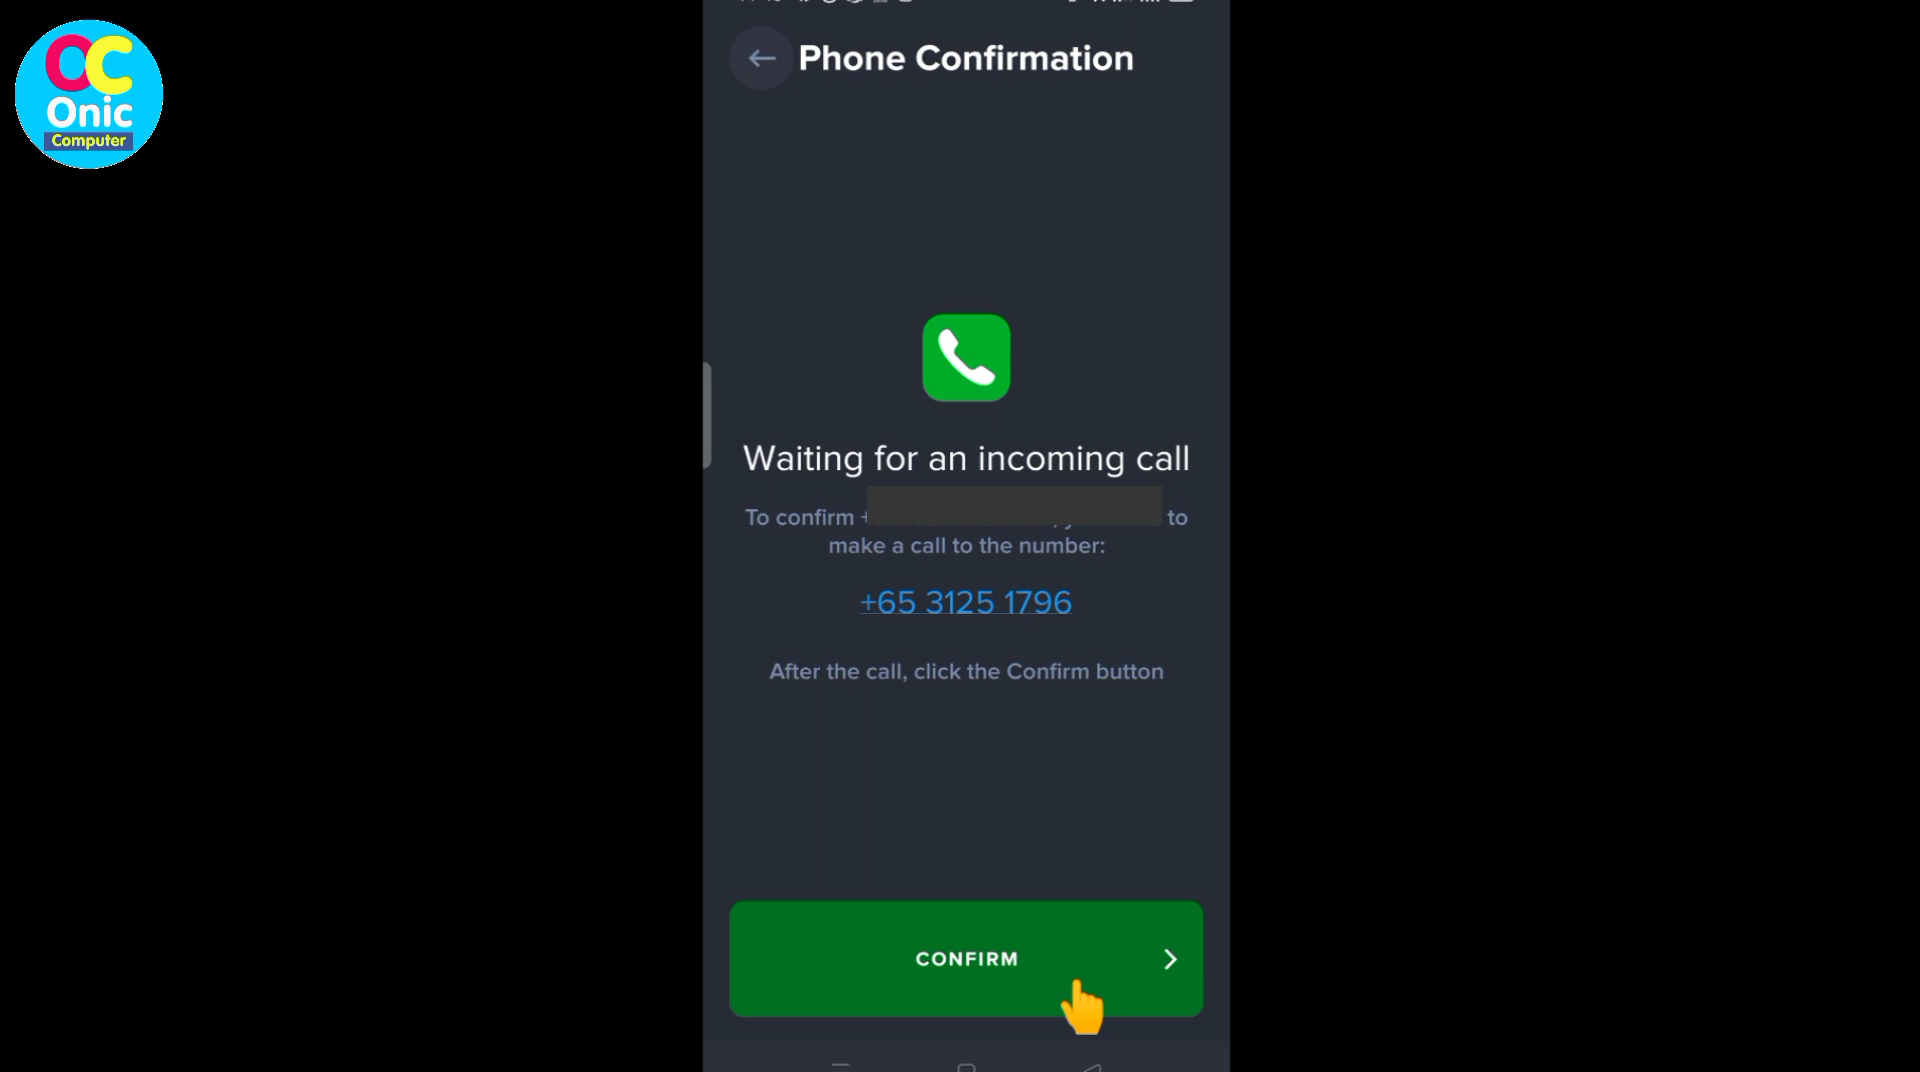 OC
Onic
Computer
Phone Confirmation
Waiting for an incoming call
To confirm + to
make a call to the number:
+65 3125 1796
After the call, click the Confirm button
CONFIRM